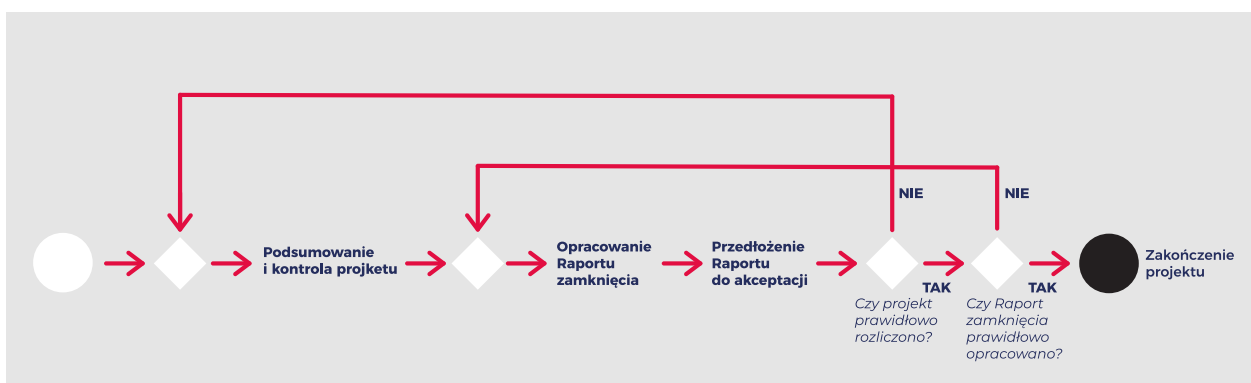 NIE
NIE
Podsumowanie
i kontrola projketu
Opracowanie
Raportu
zamknięcia
Przedłożenie
Raportu
do akceptacji
TAK
TAK
Zakończenie
projektu
Czy projekt
prawidłowo
rozliczono?
Czy Raport
zamknięcia
prawidłowo
opracowano?